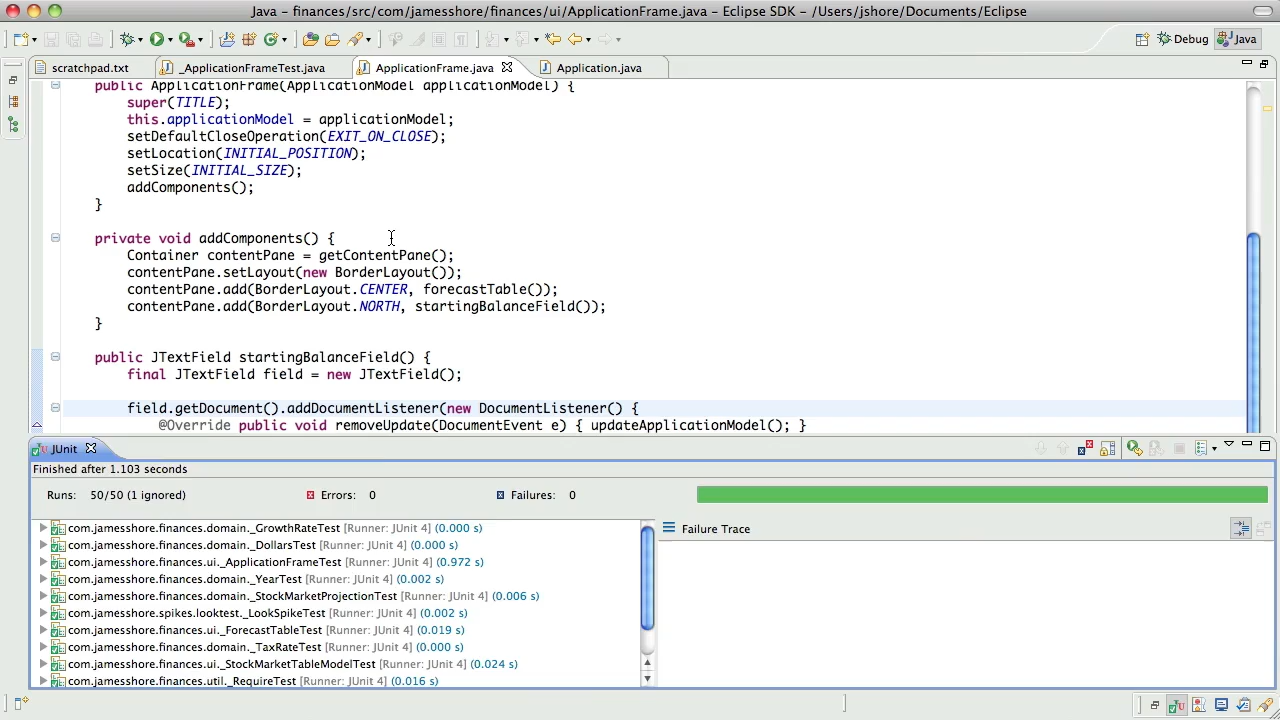 Java – finances/src/com/jamesshore/finances/ui/ApplicationFrame.java – Eclipse SDK – /Users/jshore/Documents/Eclipse
Debug
Java
scratchpad.txt
_ApplicationFrameTest.java
ApplicationFrame.java
Application.java
public ApplicationFrame(ApplicationModel applicationModel) {
super(TITLE);
this.applicationModel = applicationModel;
setDefaultCloseOperation(EXIT_ON_CLOSE);
setLocation(INITIAL_POSITION);
setSize(INITIAL_SIZE);
addComponents();
}
private void addComponents() {
Container contentPane = getContentPane();
contentPane.setLayout(new BorderLayout());
contentPane.add(BorderLayout.CENTER, forecastTable());
contentPane.add(BorderLayout.NORTH, startingBalanceField());
}
public JTextField startingBalanceField() {
final JTextField field = new JTextField();
field.getDocument().addDocumentListener(new DocumentListener() {
@Override public void removeUpdate(DocumentEvent e) { updateApplicationModel(); }
JUnit
Finished after 1.103 seconds
Runs: 50/50 (1 ignored)
Errors: 0
Failures: 0
com.jamesshore.finances.domain._GrowthRateTest [Runner: JUnit 4] (0.000 s)
Failure Trace
com.jamesshore.finances.domain._DollarsTest [Runner: JUnit 4] (0.000 s)
com.jamesshore.finances.ui._ApplicationFrameTest [Runner: JUnit 4] (0.972 s)
com.jamesshore.finances.domain._YearTest [Runner: JUnit 4] (0.002 s)
com.jamesshore.finances.domain._StockMarketProjectionTest [Runner: JUnit 4] (0.006 s)
com.jamesshore.spikes.looktest._LookSpikeTest [Runner: JUnit 4] (0.002 s)
com.jamesshore.finances.ui._ForecastTableTest [Runner: JUnit 4] (0.019 s)
com.jamesshore.finances.domain._TaxRateTest [Runner: JUnit 4] (0.000 s)
com.jamesshore.finances.ui._StockMarketTableModelTest [Runner: JUnit 4] (0.024 s)
com.jamesshore.finances.util._RequireTest [Runner: JUnit 4] (0.016 s)